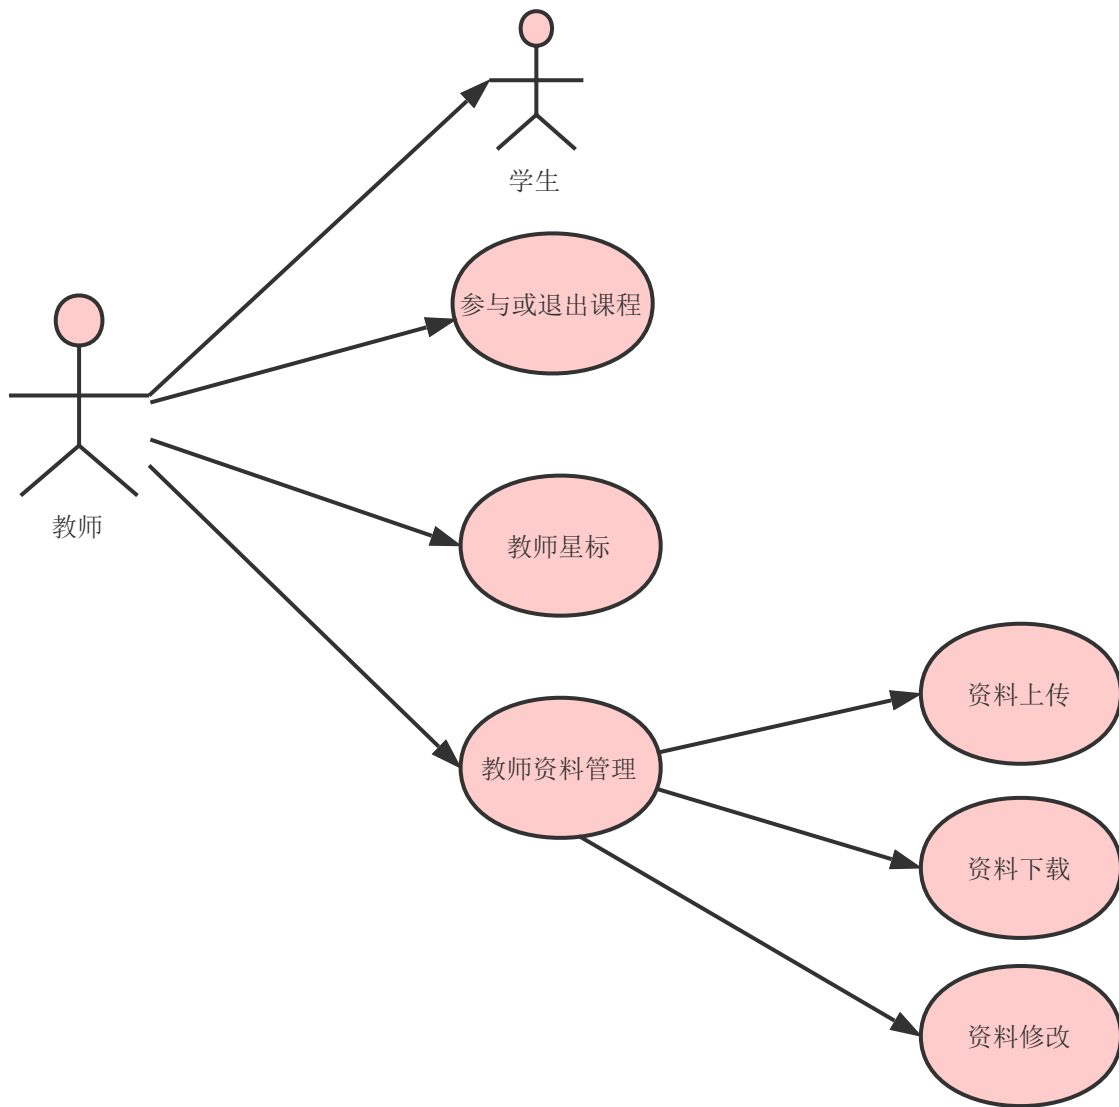 学生
参与或退出课程
教师
教师星标
资料上传
教师资料管理
资料下载
资料修改